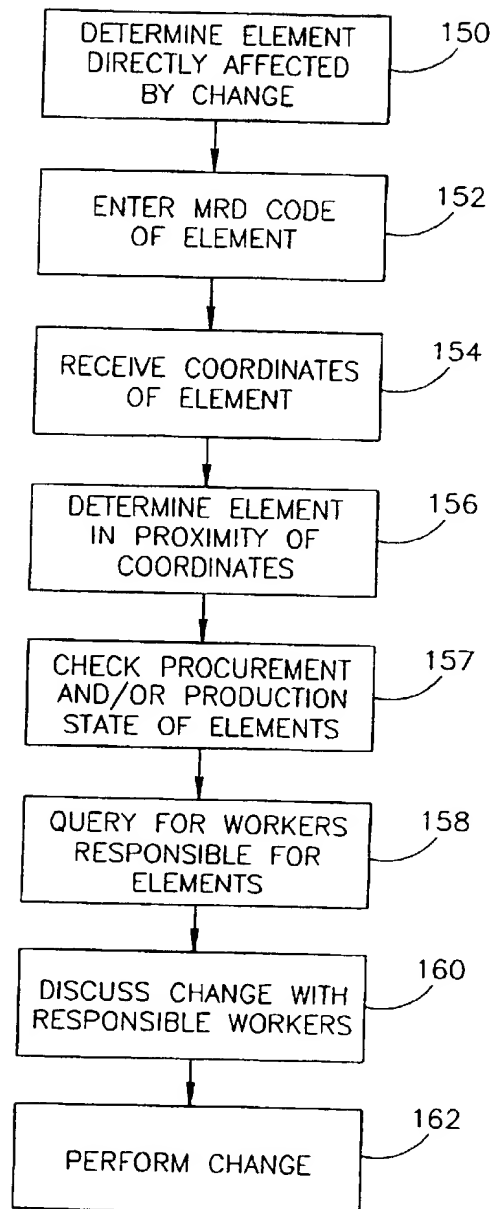 DETERMINE ELEMENT
DIRECTLY AFFECTED
BY CHANGE
150
ENTER MRD CODE
OF ELEMENT
152
RECEIVE COORDINATES
OF ELEMENT
154
DETERMINE ELEMENT
IN PROXIMITY OF
COORDINATES
156
CHECK PROCUREMENT
AND/OR PRODUCTION
STATE OF ELEMENTS
157
QUERY FOR WORKERS
RESPONSIBLE FOR
ELEMENTS
158
DISCUSS CHANGE WITH
RESPONSIBLE WORKERS
160
PERFORM CHANGE
162